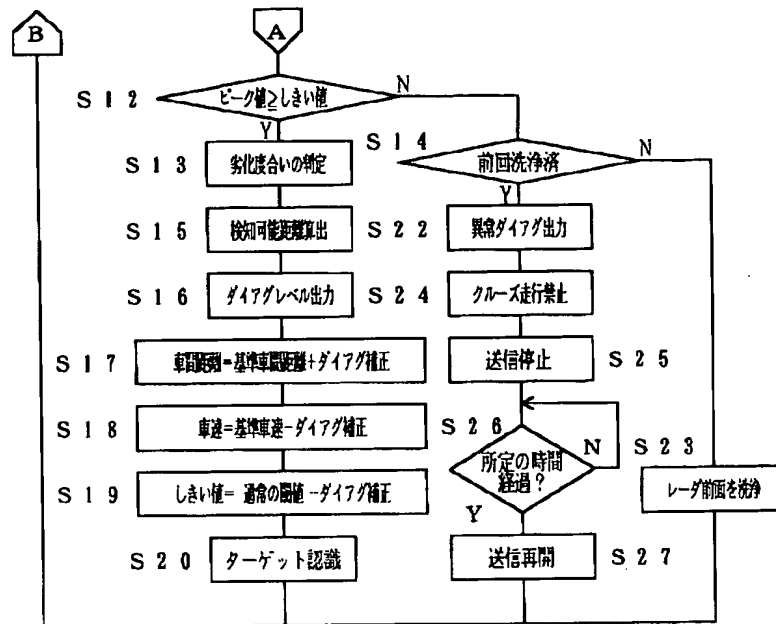 B
A
S12
ピーク値≧しきい値
N
Y
S13
劣化度合いの判定
S14
前回洗浄済
N
Y
S15
検知可能距離算出
S22
異常ダイアグ出力
S16
ダイアグレベル出力
S24
クルーズ走行禁止
S17
車間距離=基準車間距離+ダイアグ補正
送信停止
S25
S18
車速=基準車速-ダイアグ補正
S26
所定の時間
経過?
N
S23
S19
しきい値= 通常の閾値-ダイアグ補正
レーダ前面を洗浄
Y
S20
ターゲット認識
送信再開
S27